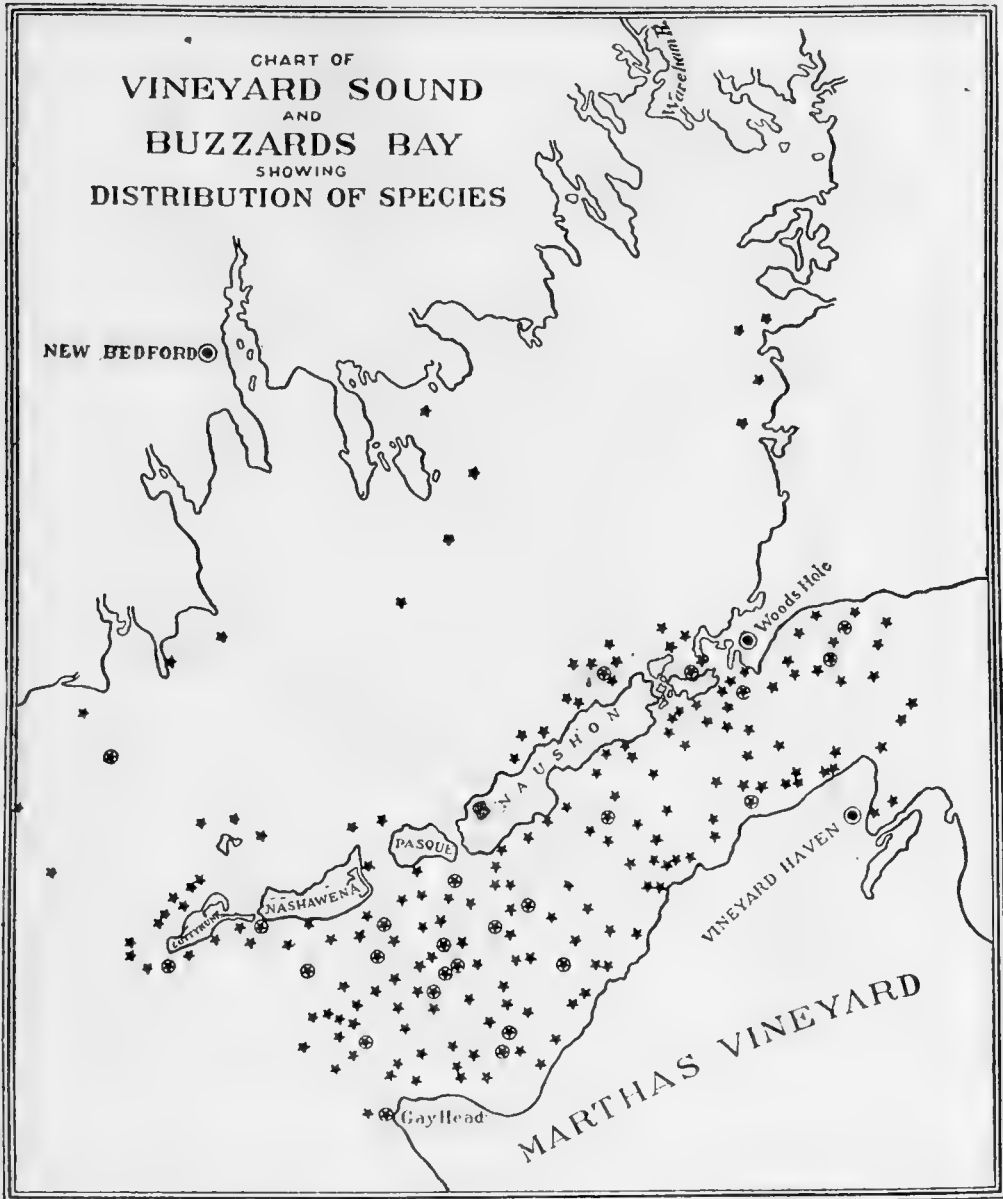 CHART OF
VINEYARD SOUND
AND
BUZZARDS BAY
SHOWING
DISTRIBUTION OF SPECIES
Wareham R.
NEW BEDFORD
Woods Hole
NAUSHON
PASQUE
NASHAWENA
CUTTYHUNK
VINEYARD HAVEN
MARTHAS VINEYARD
Gay Head